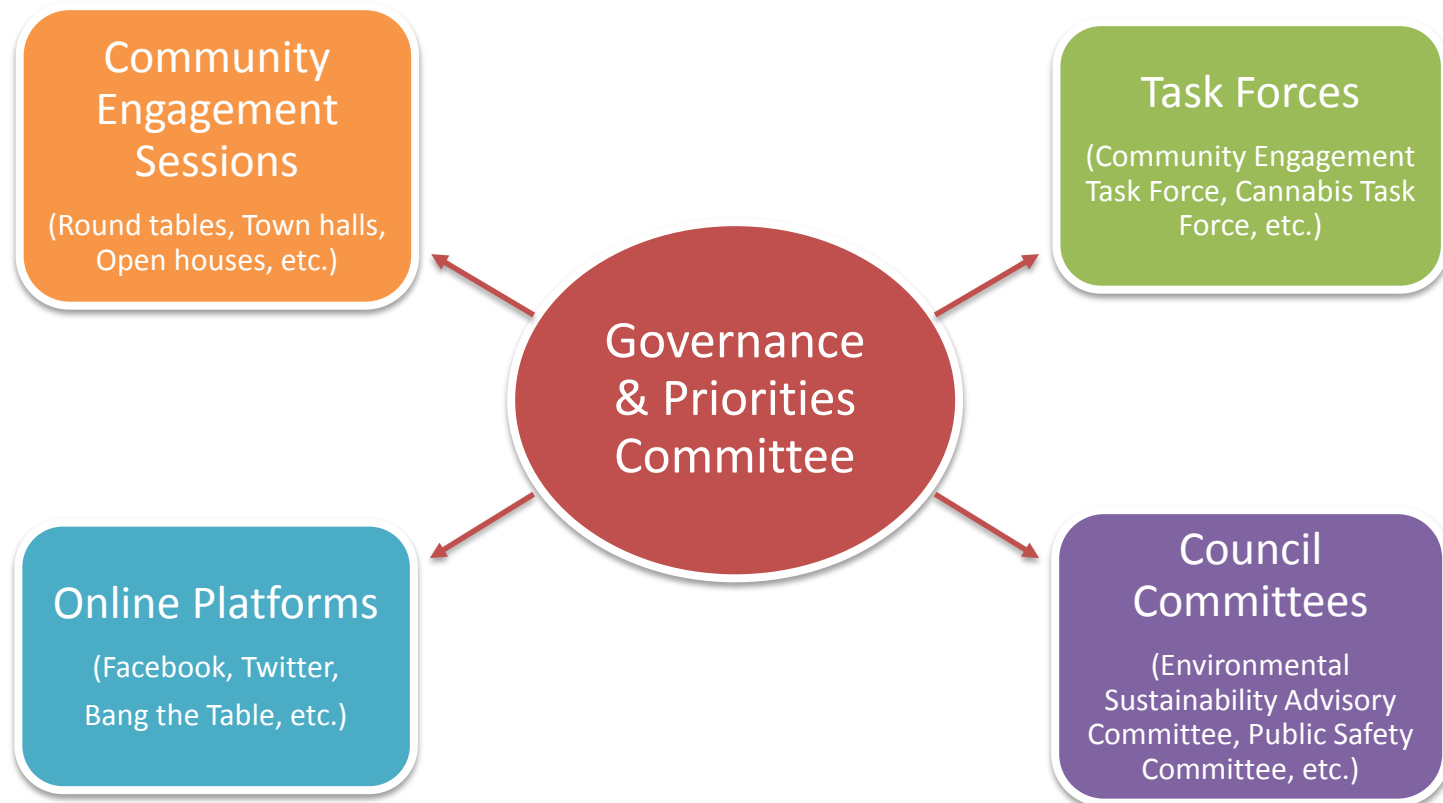 Community
Engagement
Sessions
(Round tables, Town halls,
Open houses, etc.)
Task Forces
(Community Engagement
Task Force, Cannabis Task
Force, etc.)
Governance
& Priorities
Committee
Online Platforms
(Facebook, Twitter,
Bang the Table, etc.)
Council
Committees
(Environmental
Sustainability Advisory
Committee, Public Safety
Committee, etc.)